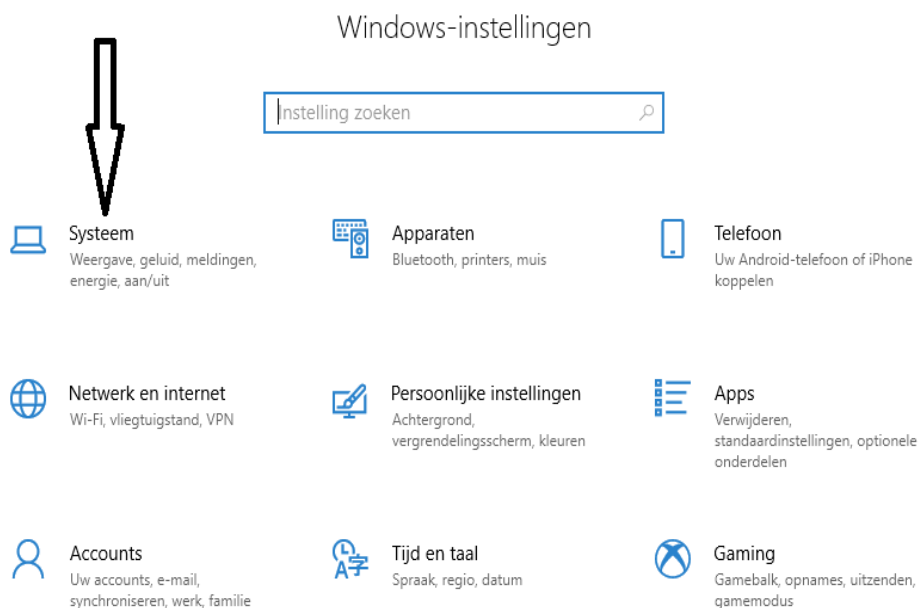 Windows-instellingen
Instelling zoeken
Systeem
Weergave, geluid, meldingen,
energie, aan/uit
Apparaten
Bluetooth, printers, muis
Telefoon
Uw Android-telefoon of iPhone
koppelen
Netwerk en internet
Wi-Fi, vliegtuigstand, VPN
Persoonlijke instellingen
Achtergrond,
vergrendelingsscherm, kleuren
Apps
Verwijderen,
standaardinstellingen, optionele
onderdelen
Accounts
Uw accounts, e-mail,
synchroniseren, werk, familie
Tijd en taal
Spraak, regio, datum
Gaming
Gamebalk, opnames, uitzenden,
gamemodus